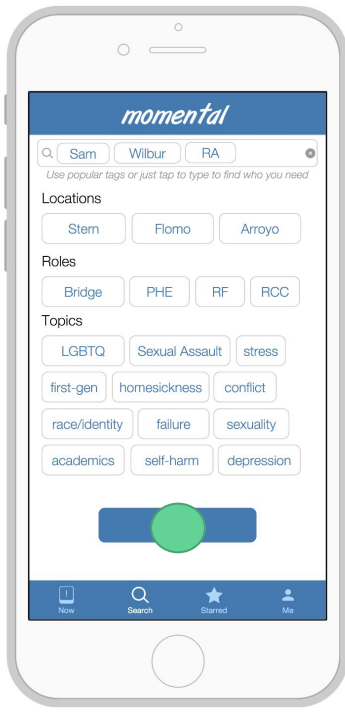 momental
Sam Wilbur RA
Use popular tags or just tap to type to find who you need
Locations
Stern Flomo Arroyo
Roles
Bridge PHE RF RCC
Topics
LGBTQ Sexual Assault stress
first-gen homesickness conflict
race/identity failure sexuality
academics self-harm depression
Now Search Starred Me